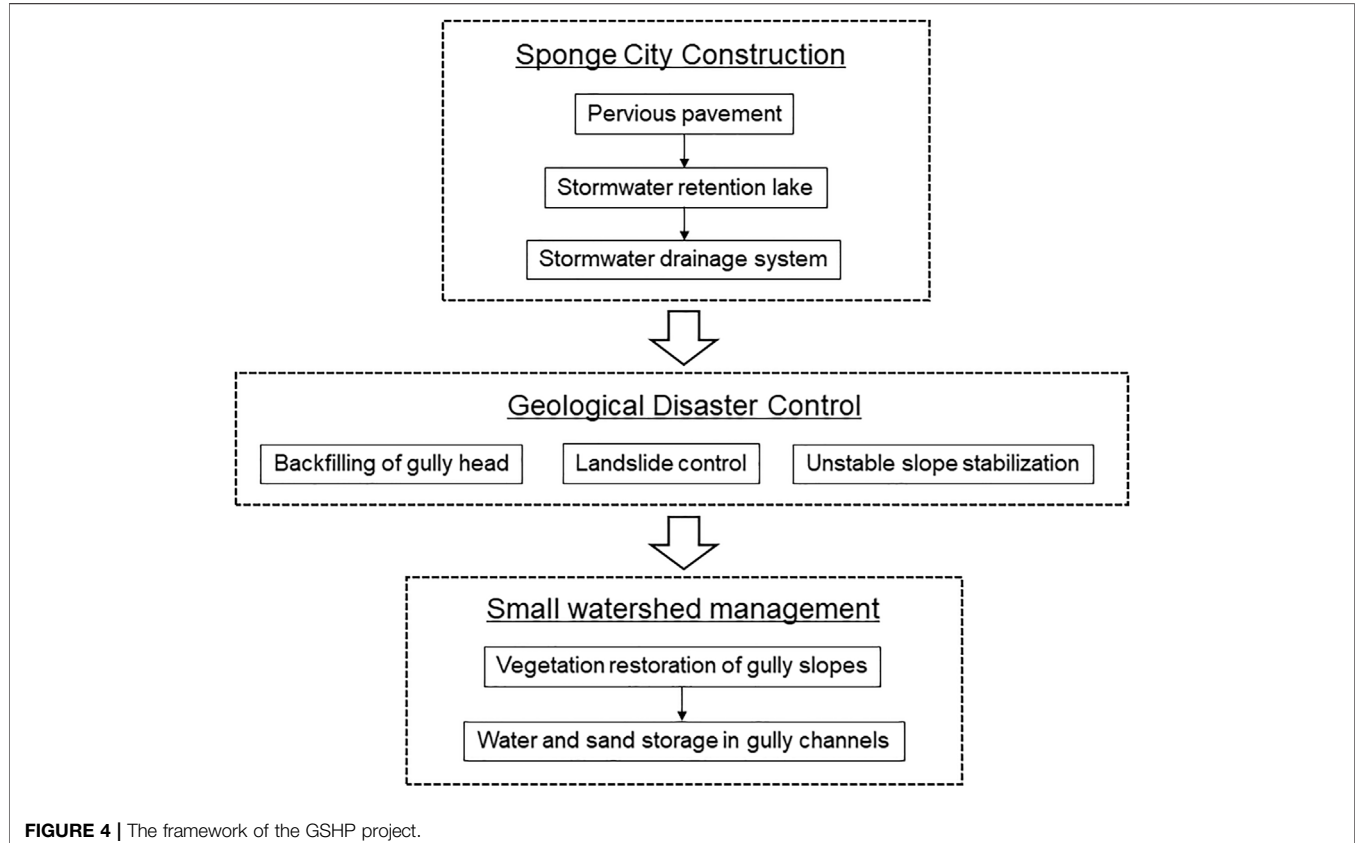 Sponge City Construction
Pervious pavement
Stormwater retention lake
Stormwater drainage system
Geological Disaster Control
Backfilling of gully head
Landslide control
Unstable slope stabilization
Small watershed management
Vegetation restoration of gully slopes
Water and sand storage in gully channels
FIGURE 4 | The framework of the GSHP project.